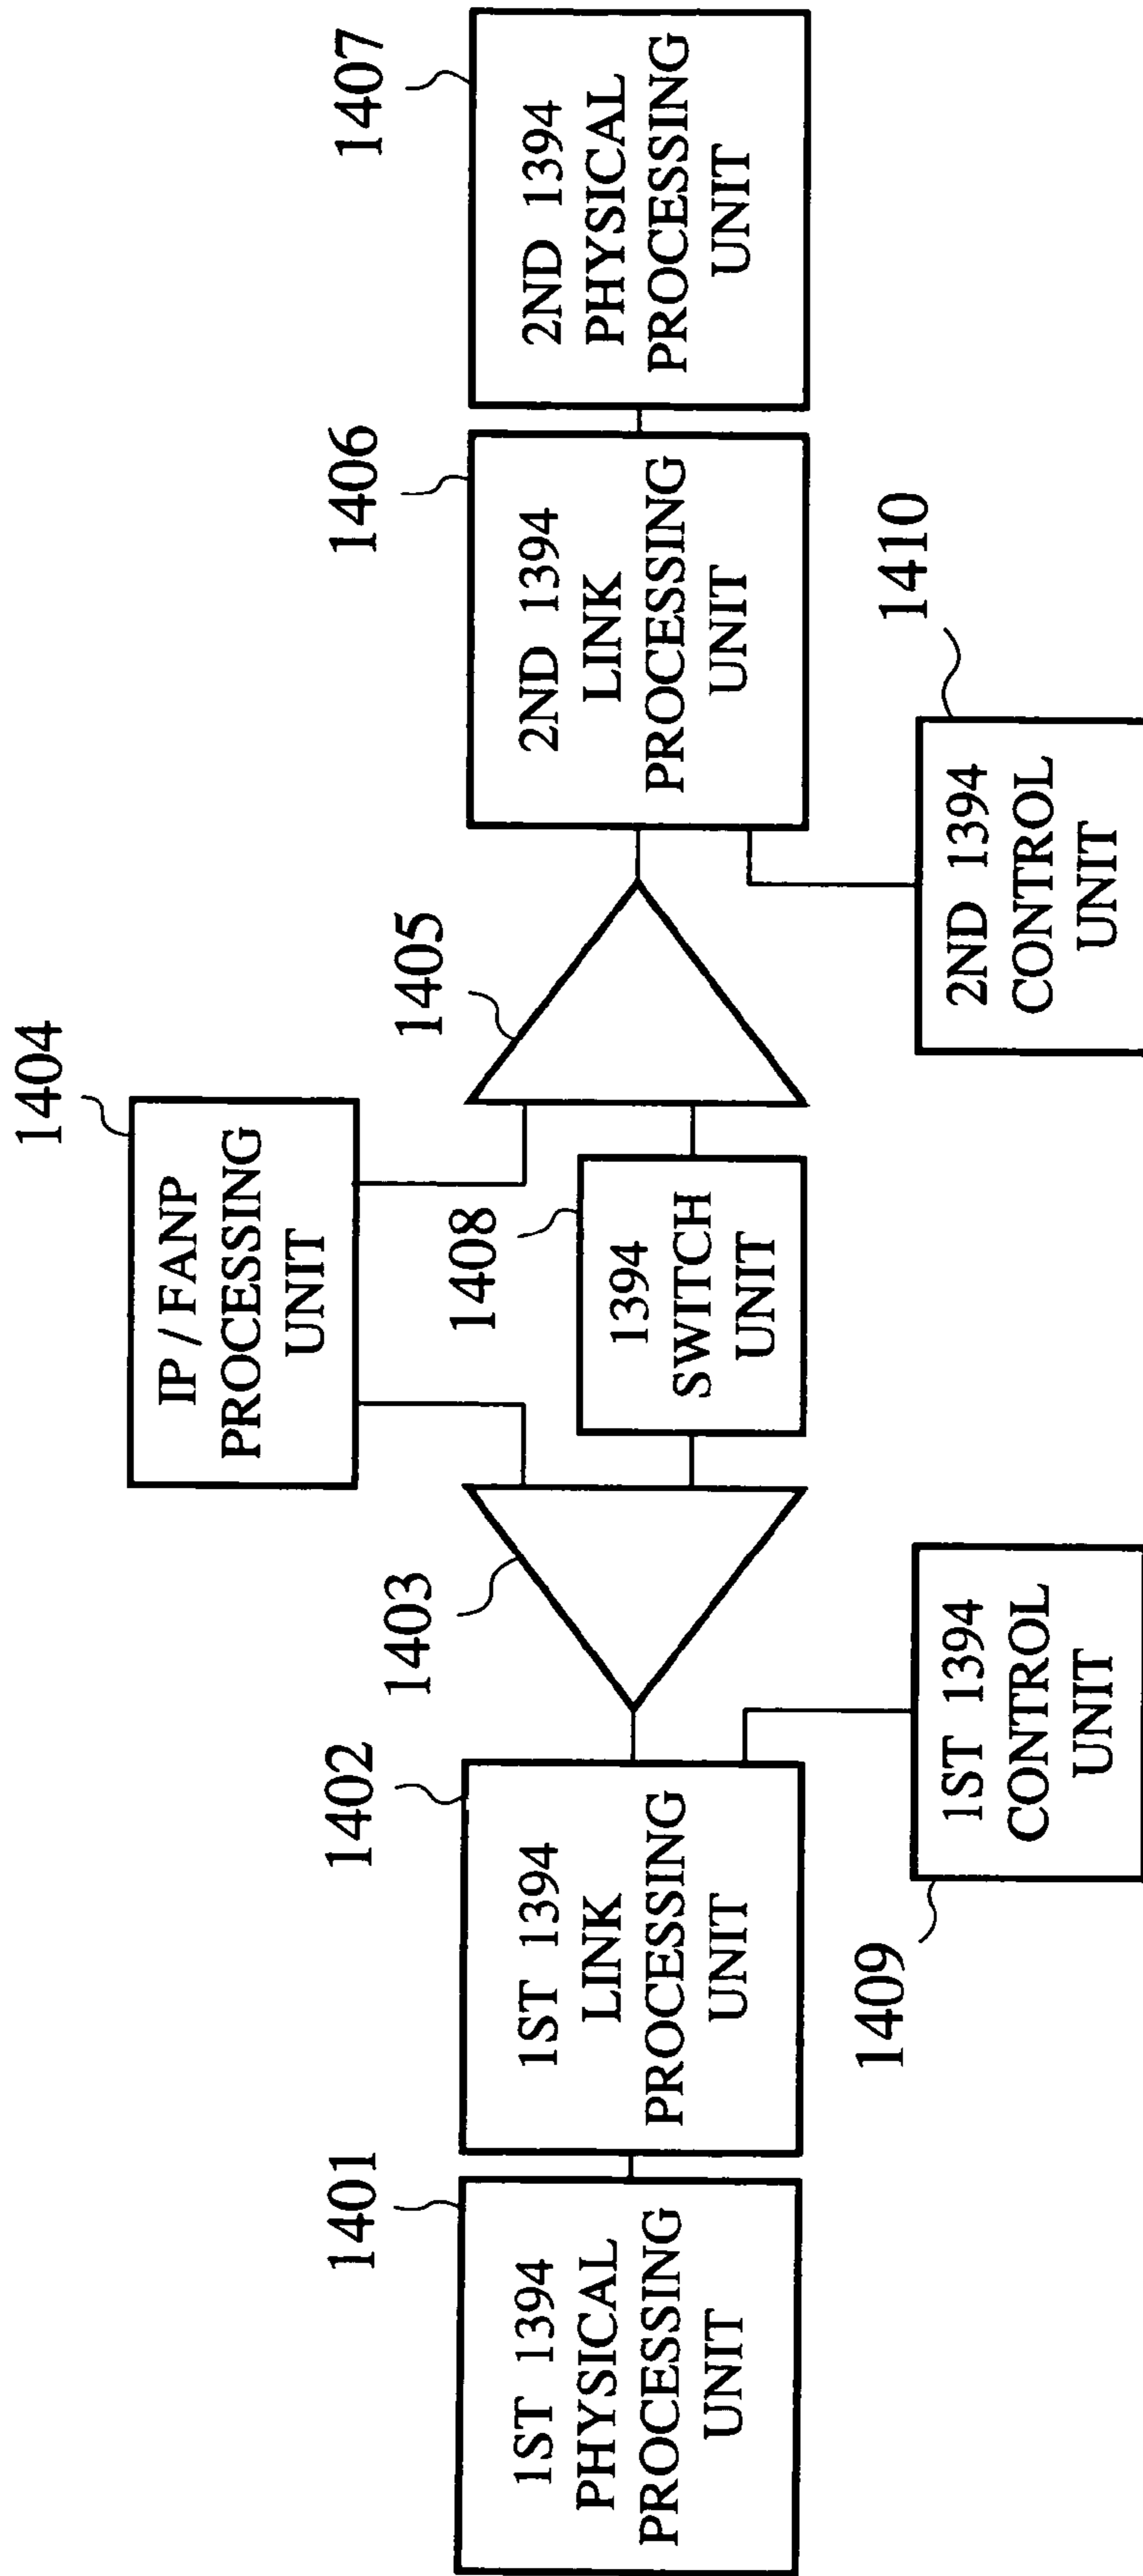 1404
IP / FANP
PROCESSING
UNIT
1401
1ST 1394
PHYSICAL
PROCESSING
UNIT
1402
1ST 1394
LINK
PROCESSING
UNIT
1403
1408
1394
SWITCH
UNIT
1405
1406
2ND 1394
LINK
PROCESSING
UNIT
1407
2ND 1394
PHYSICAL
PROCESSING
UNIT
1409
1ST 1394
CONTROL
UNIT
1410
2ND 1394
CONTROL
UNIT